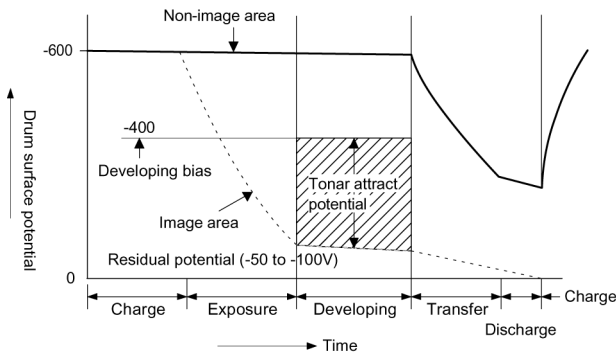 Non-image area
-600
Drum surface
potential
-400
Developing bias
Tonar attract
potential
Image area
Residual potential (-50 to -100V)
0
Charge
Exposure
Developing
Transfer
Charge
Discharge
Time